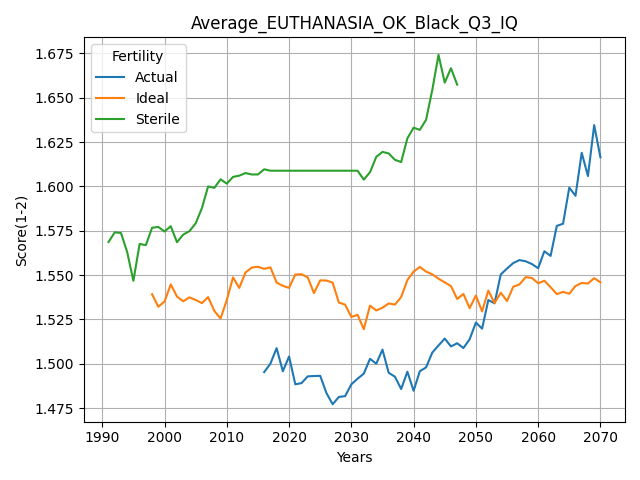 Average_EUTHANASIA_OK_Black_Q3_IQ
Fertility
Actual
Ideal
Sterile
Score(1-2)
1.675
1.650
1.625
1.600
1.575
1.550
1.525
1.500
1.475
1990 2000 2010 2020 2030 2040 2050 2060 2070
Years